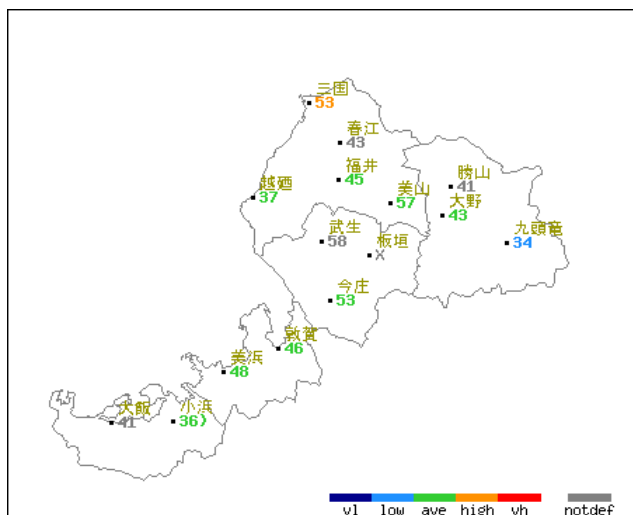 三国
53
春江
43
福井
45
越廼
37
美山
57
勝山
41
大野
43
九頭竜
34
武生
58
板垣
X
今庄
53
敦賀
46
美浜
48
大飯
41
小浜
36)
vl low ave high vh notdef